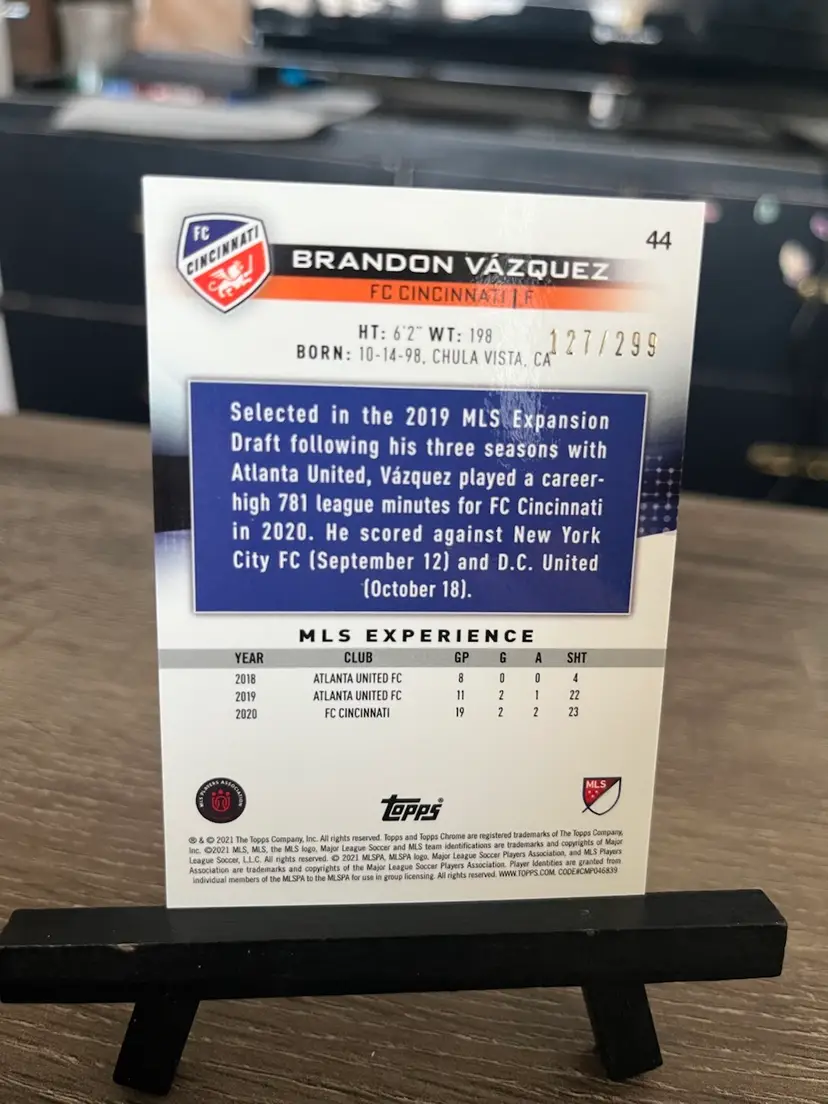 44
FC
CINCINNATI
BRANDON VÁZQUEZ
FC CINCINNATI | F
HT: 6'2" WT: 198
BORN: 10-14-98, CHULA VISTA, CA
127/299
Selected in the 2019 MLS Expansion
Draft following his three seasons with
Atlanta United, Vázquez played a career-
high 781 league minutes for FC Cincinnati
in 2020. He scored against New York
City FC (September 12) and D.C. United
(October 18).
MLS EXPERIENCE
YEAR CLUB GP G A SHT
2018 ATLANTA UNITED FC 8 0 0 4
2019 ATLANTA UNITED FC 11 2 1 22
2020 FC CINCINNATI 19 2 2 23
MLS PLAYERS ASSOCIATION
topps
MLS
® & © 2021 The Topps Company, Inc. All rights reserved. Topps and Topps Chrome are registered trademarks of The Topps Company,
Inc. ©2021 MLS, MLS, the MLS logo, Major League Soccer and MLS team identifications are trademarks and copyrights of Major
League Soccer, L.L.C. All rights reserved. © 2021 MLSPA, MLSPA logo, Major League Soccer Players Association, and MLS Players
Association are trademarks and copyrights of the Major League Soccer Players Association. Player Identities are granted from
individual members of the MLSPA to the MLSPA for use in group licensing. All rights reserved. WWW.TOPPS.COM. CODE#CMP046839